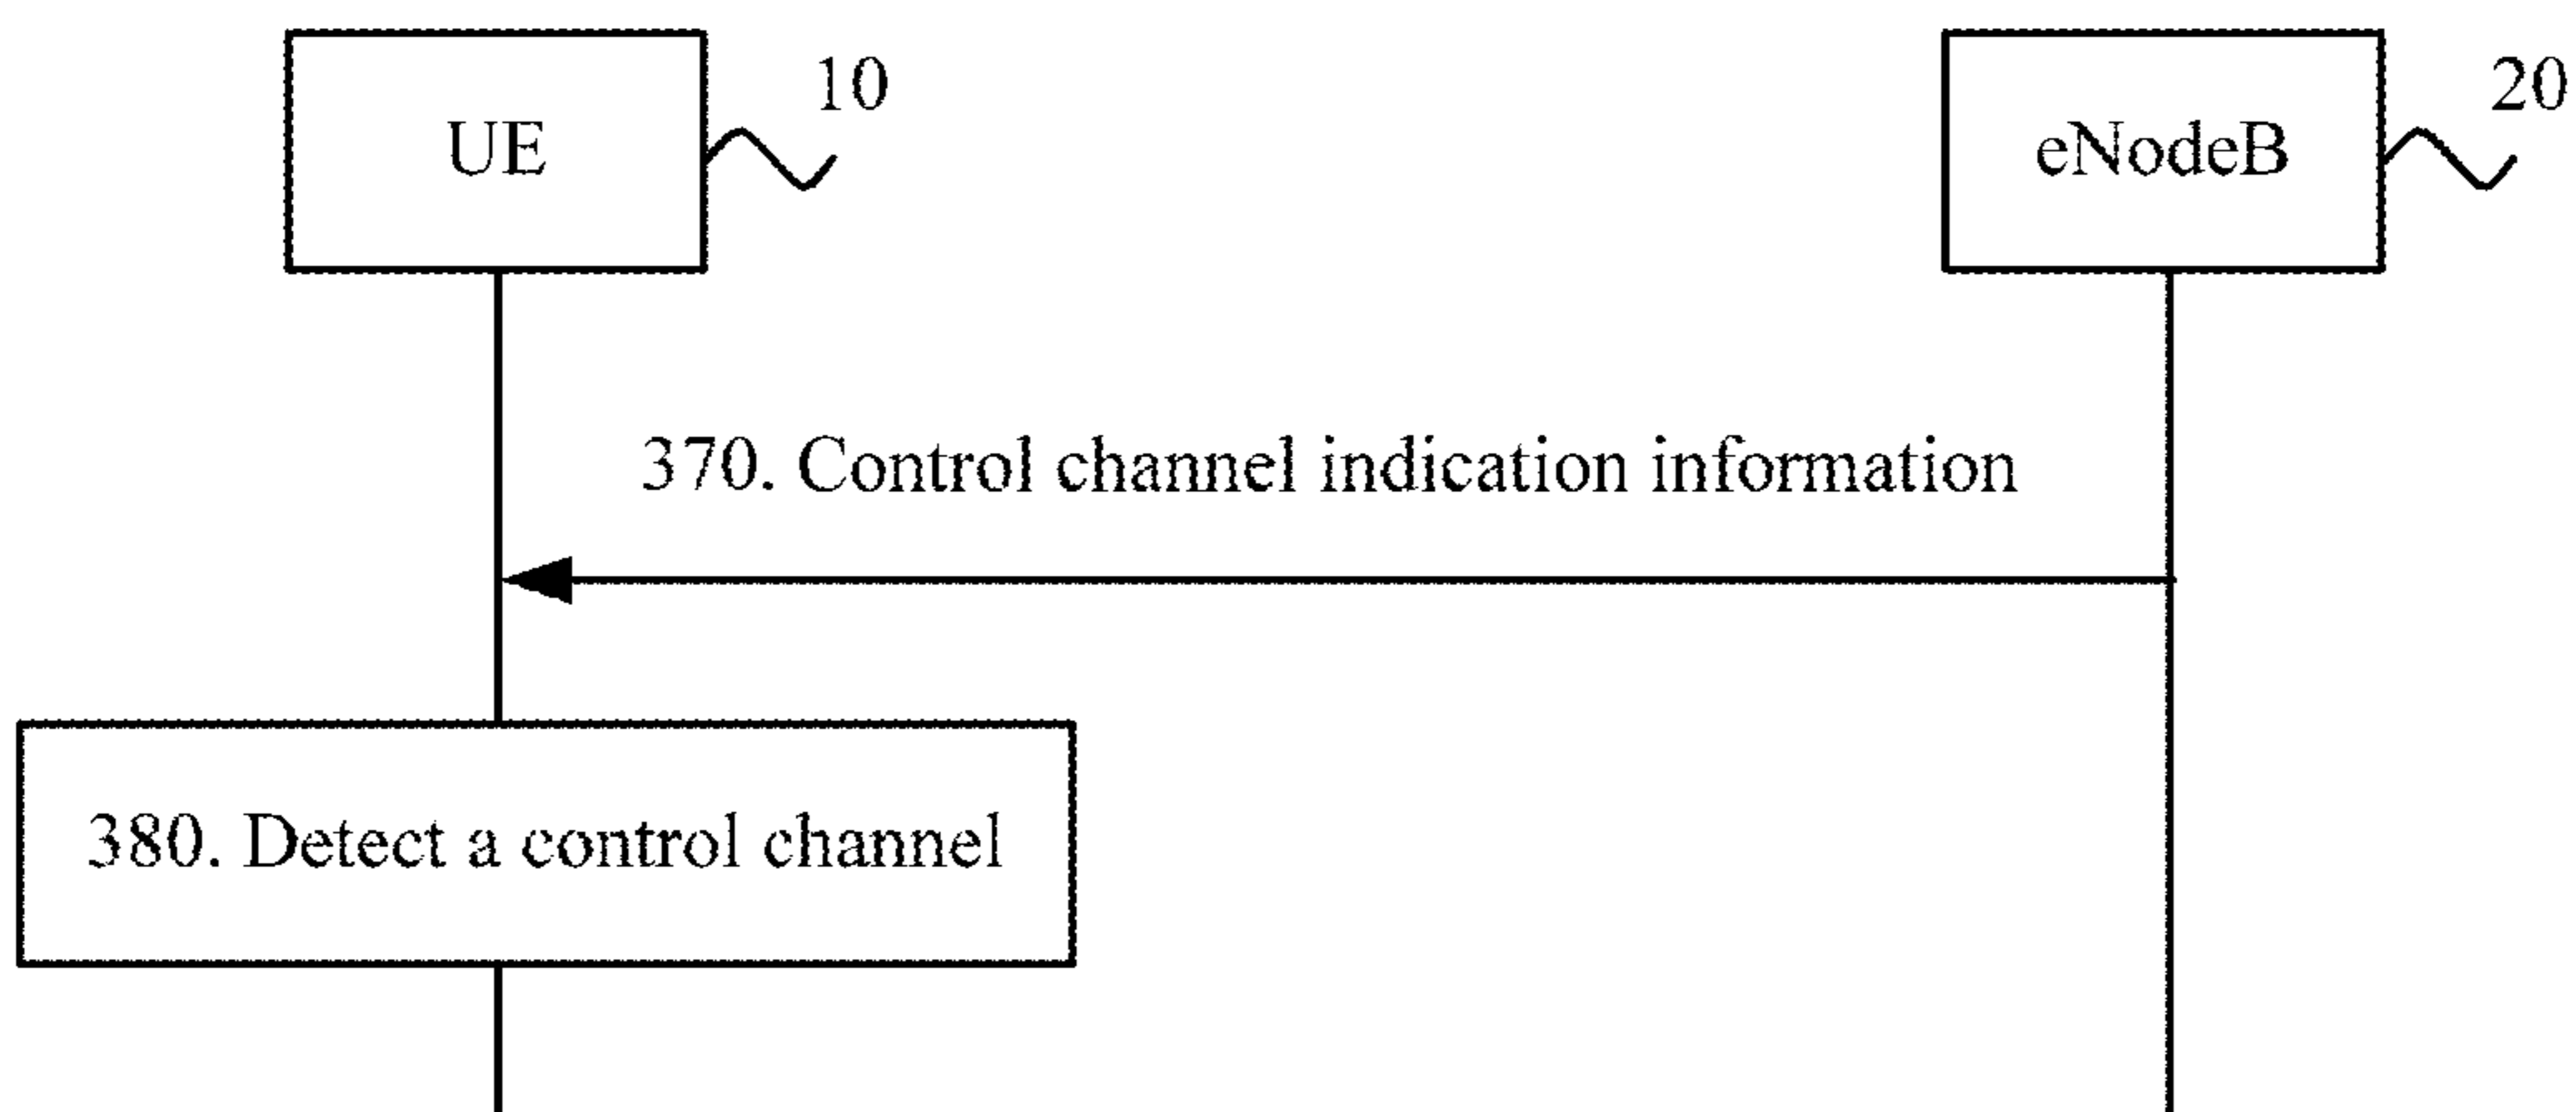 10
20
UE
eNodeB
370. Control channel indication information
380. Detect a control channel